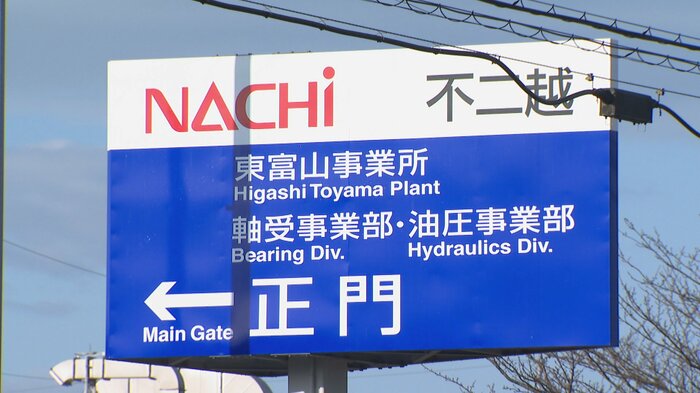 NACHi 不二越
東富山事業所
Higashi Toyama Plant
軸受事業部・油圧事業部
Bearing Div. Hydraulics Div.
← 正門
Main Gate